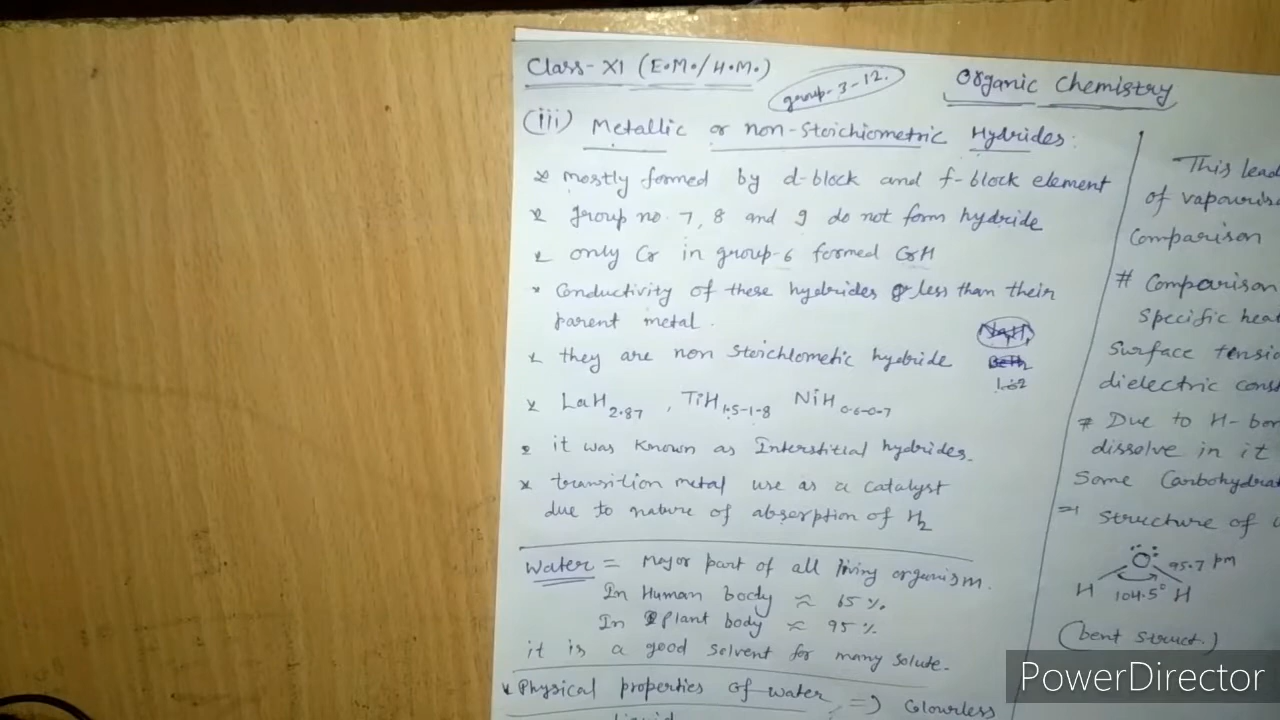 Class-XI (E.M./H.M.)
group-3-12.
Organic Chemistry
(iii) Metallic or non-Stoichiometric Hydrides:
* mostly formed by d-block and f-block element
* group no. 7, 8 and 9 do not form hydride
* only Cr in group-6 formed CrH
* Conductivity of these hydrides less than their
parent metal.
* they are non Stoichiometic hydride
NaH,
BeH2
1:2
* LaH2.87, TiH1.5-1.8 NiH0.6-0.7
* it was known as Interstitial hydrides.
* transition metal use as a catalyst
due to nature of absorption of H2
Water = Major part of all living organism.
In Human body ≈ 65%.
In plant body ≈ 95%
it is a good solvent for many solute.
* Physical properties of water => Colourless
liquid
This lead
of vapouris
Comparison
# Comparison
Specific heat
Surface tensio
dielectric cons
* Due to H-bon
dissolve in it
Some Carbohydra
=> Structure of
O 95.7 pm
H 104.5° H
(bent struct.)
PowerDirector